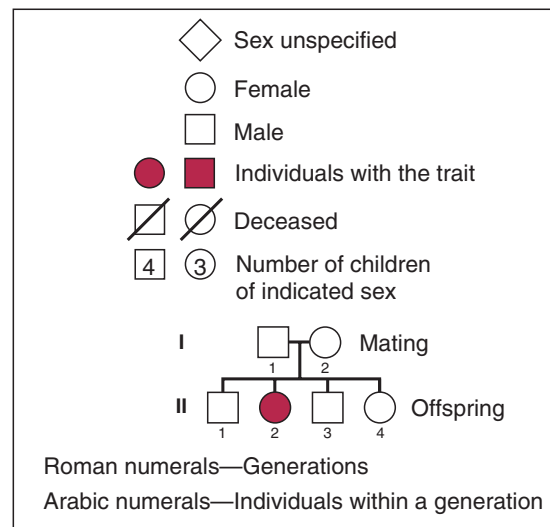 Sex unspecified
Female
Male
Individuals with the trait
Deceased
4 3 Number of children
of indicated sex
I Mating
1 2
II Offspring
1 2 3 4
Roman numerals—Generations
Arabic numerals—Individuals within a generation